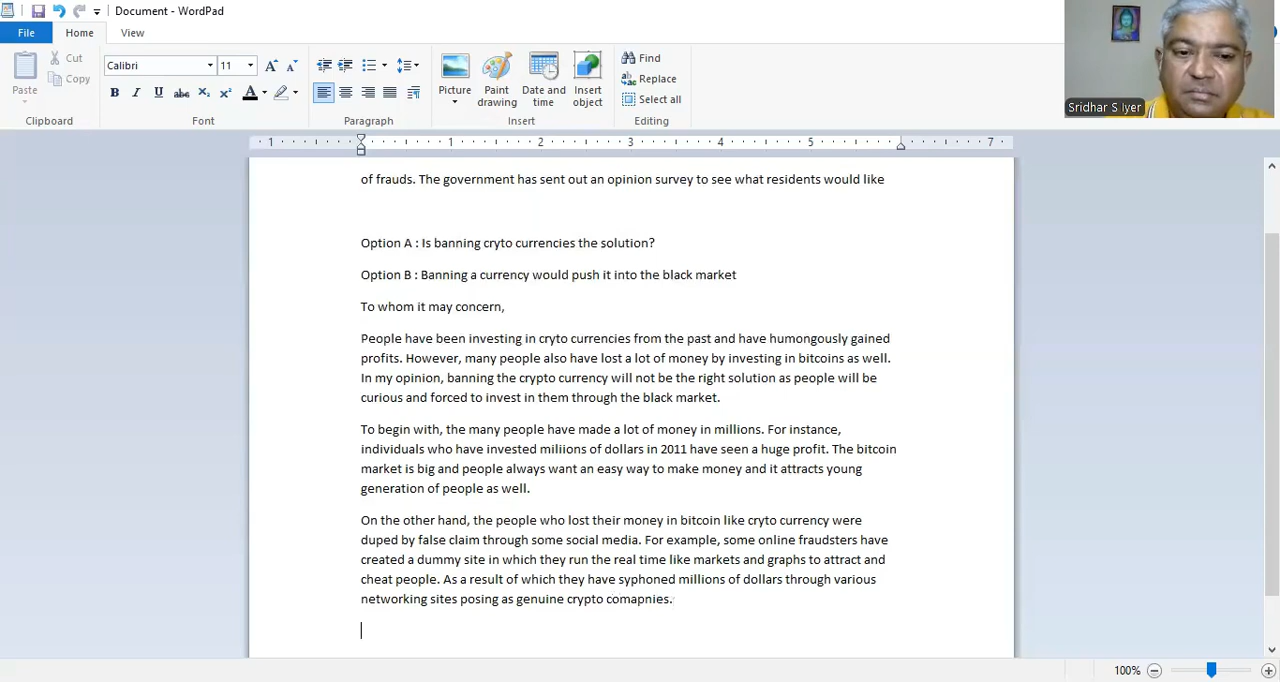 Document - WordPad
File
Home
View
Paste
Cut
Copy
Clipboard
Calibri
11
B I U abc X₂ X² A
Font
Paragraph
Picture
Paint drawing
Date and time
Insert object
Insert
Find
Replace
Select all
Editing
Sridhar S Iyer
1 1 2 3 4 5 7
of frauds. The government has sent out an opinion survey to see what residents would like
Option A : Is banning cryto currencies the solution?
Option B : Banning a currency would push it into the black market
To whom it may concern,
People have been investing in cryto currencies from the past and have humongously gained
profits. However, many people also have lost a lot of money by investing in bitcoins as well.
In my opinion, banning the crypto currency will not be the right solution as people will be
curious and forced to invest in them through the black market.
To begin with, the many people have made a lot of money in millions. For instance,
individuals who have invested miliions of dollars in 2011 have seen a huge profit. The bitcoin
market is big and people always want an easy way to make money and it attracts young
generation of people as well.
On the other hand, the people who lost their money in bitcoin like cryto currency were
duped by false claim through some social media. For example, some online fraudsters have
created a dummy site in which they run the real time like markets and graphs to attract and
cheat people. As a result of which they have syphoned millions of dollars through various
networking sites posing as genuine crypto comapnies.
100%